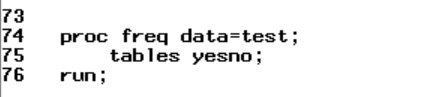 73
74 proc freq data=test;
75 tables yesno;
76 run;